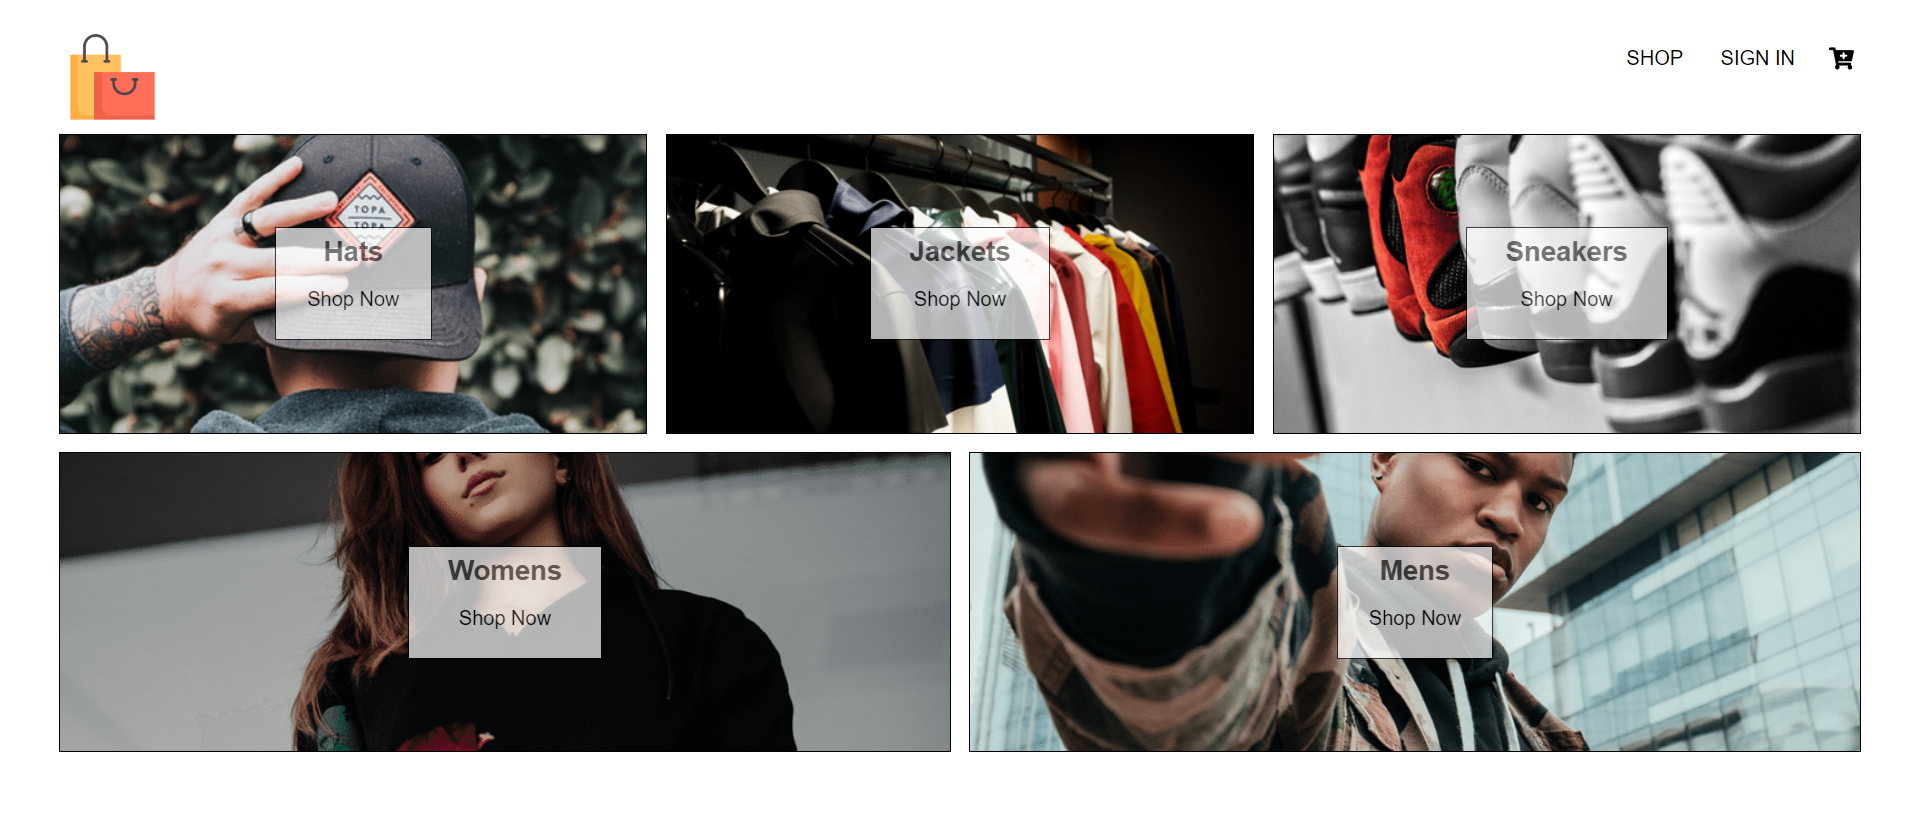 SHOP SIGN IN
TOPA
TOPA
Hats
Shop Now
Jackets
Shop Now
Sneakers
Shop Now
Womens
Shop Now
Mens
Shop Now